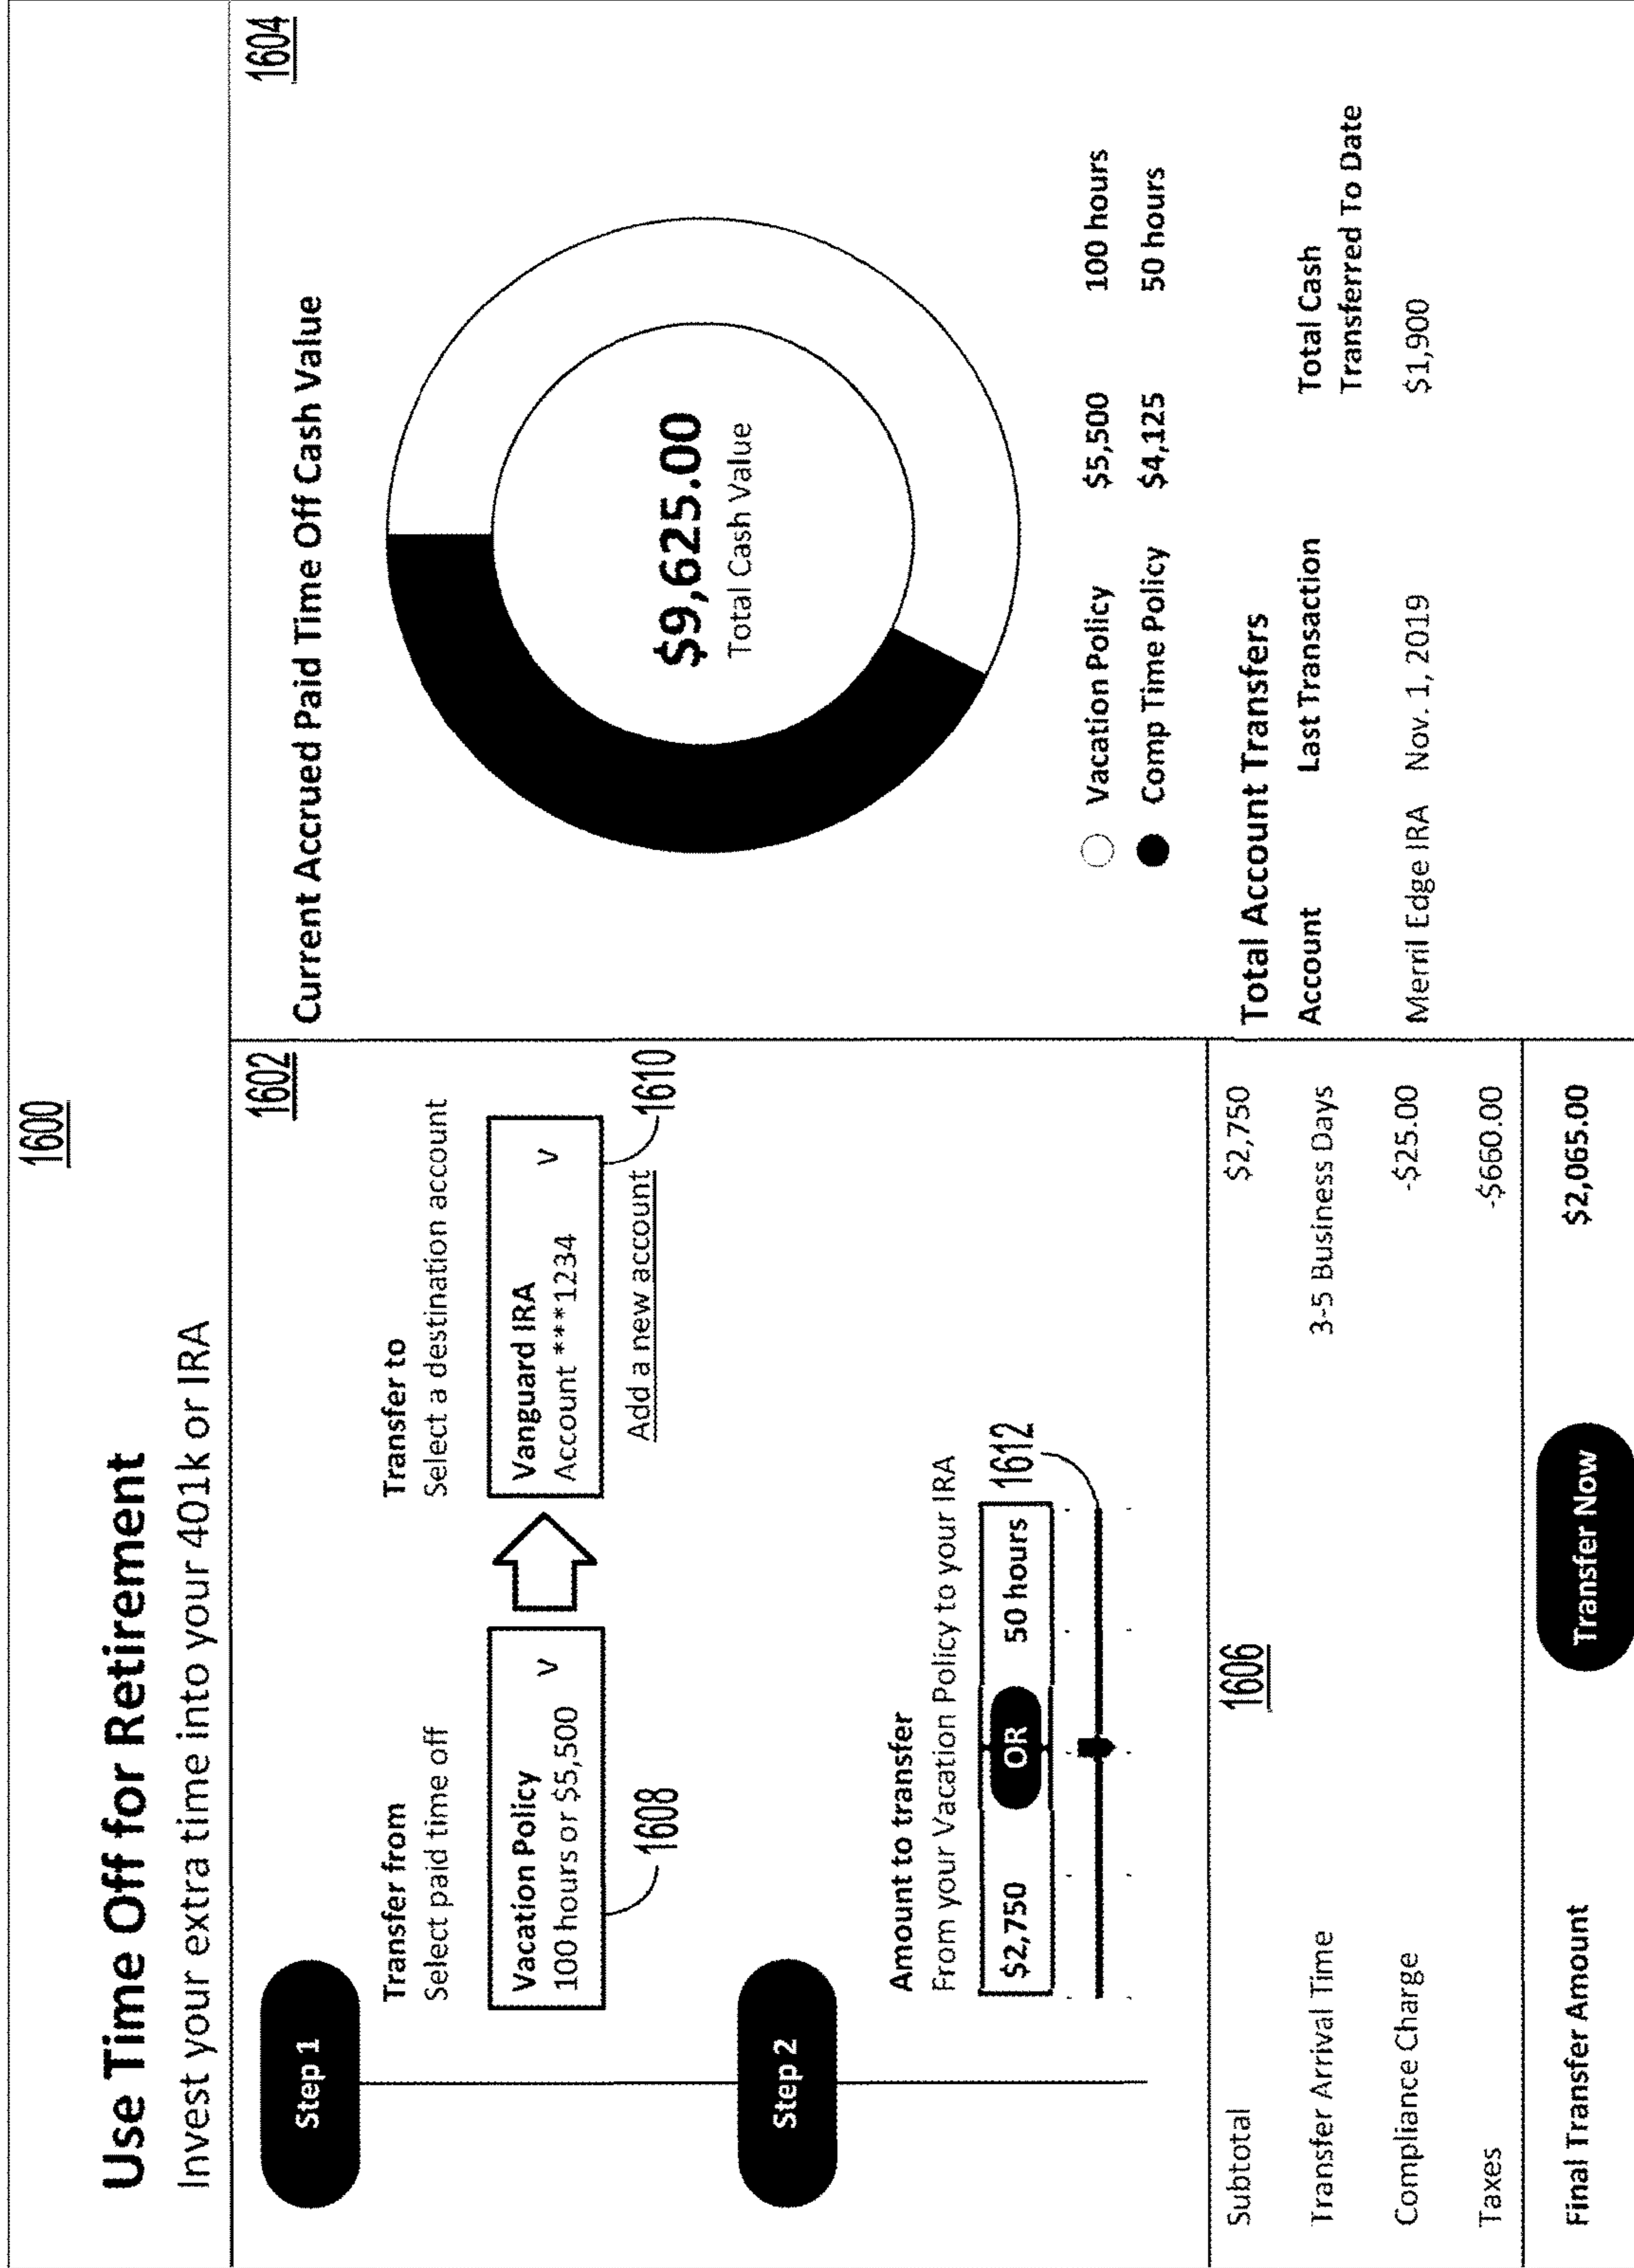 1600
Use Time Off for Retirement
Invest your extra time into your 401k or IRA
1602
Step 1
Transfer from
Select paid time off
Vacation Policy
100 hours or $5,500 V
1608
Transfer to
Select a destination account
Vanguard IRA
Account ***1234 V
1610
Add a new account
Step 2
Amount to transfer
From your Vacation Policy to your IRA
$2,750 OR 50 hours
1612
1606
Subtotal $2,750
Transfer Arrival Time 3-5 Business Days
Compliance Charge -$25.00
Taxes -$660.00
Final Transfer Amount Transfer Now $2,065.00
1604
Current Accrued Paid Time Off Cash Value
$9,625.00
Total Cash Value
Vacation Policy $5,500 100 hours
Comp Time Policy $4,125 50 hours
Total Account Transfers
Account Last Transaction Total Cash
Transferred To Date
Merril Edge IRA Nov. 1, 2019 $1,900